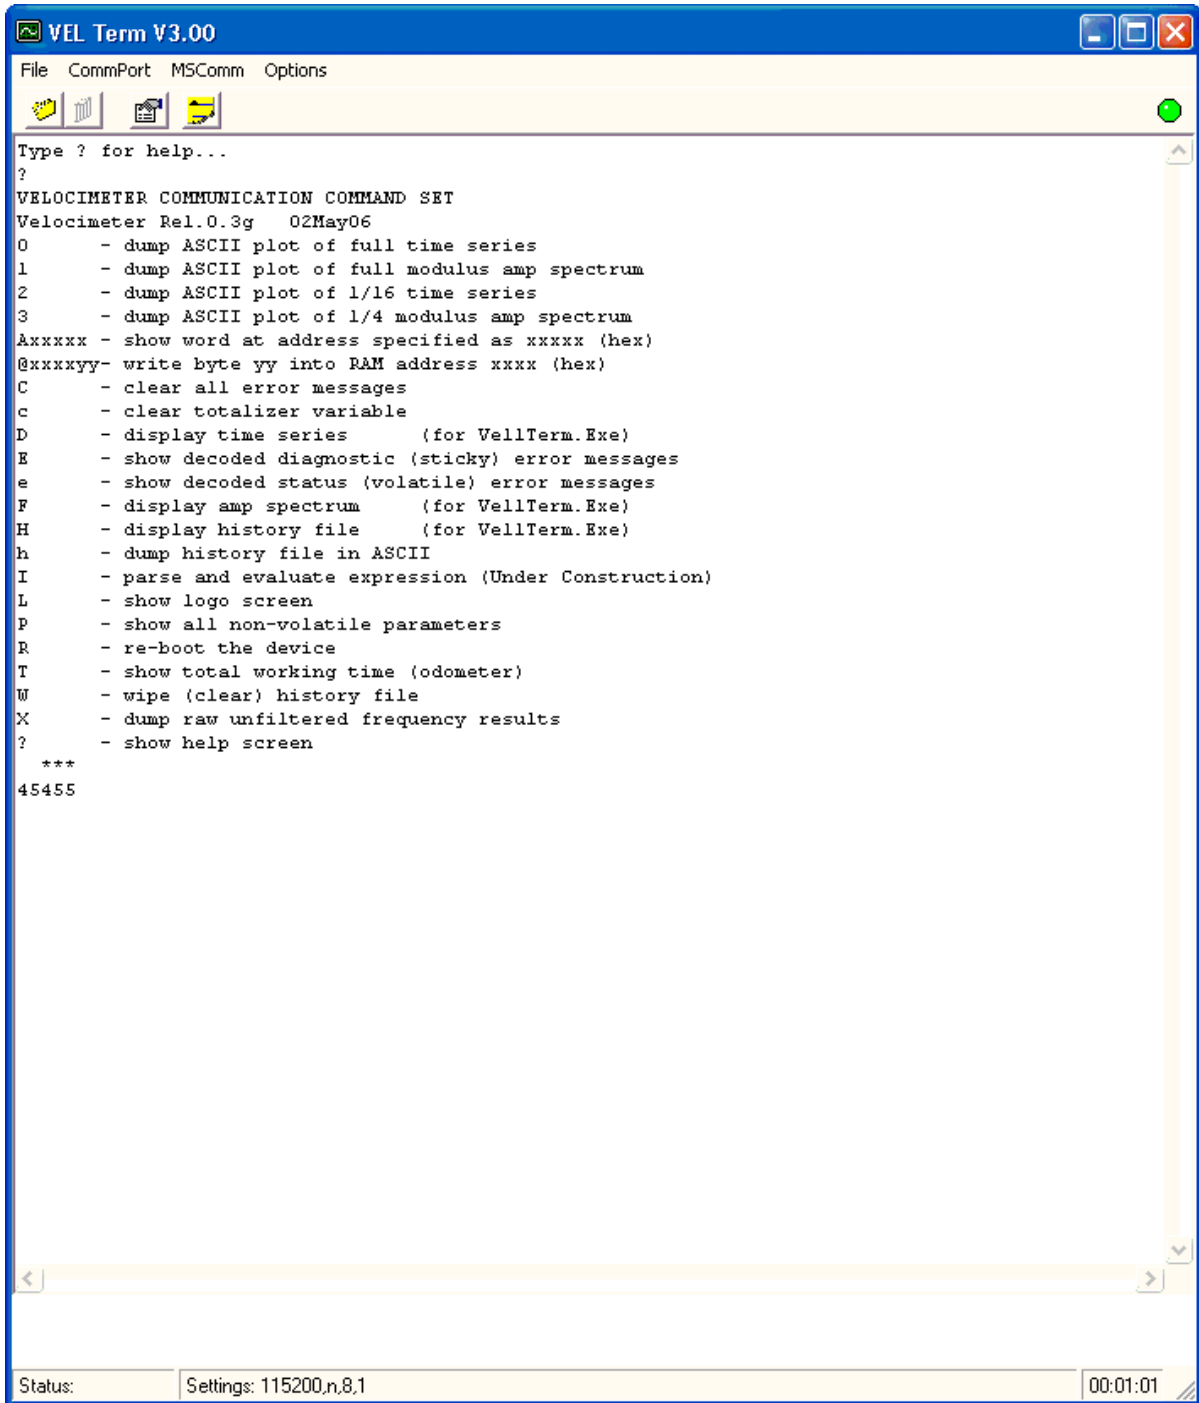 VEL Term V3.00
File CommPort MSComm Options
Type ? for help...
?
VELOCIMETER COMMUNICATION COMMAND SET
Velocimeter Rel.0.3g   02May06
0      - dump ASCII plot of full time series
1      - dump ASCII plot of full modulus amp spectrum
2      - dump ASCII plot of 1/16 time series
3      - dump ASCII plot of 1/4 modulus amp spectrum
Axxxxx - show word at address specified as xxxxx (hex)
@xxxxyy- write byte yy into RAM address xxxx (hex)
C      - clear all error messages
c      - clear totalizer variable
D      - display time series      (for VellTerm.Exe)
E      - show decoded diagnostic (sticky) error messages
e      - show decoded status (volatile) error messages
F      - display amp spectrum     (for VellTerm.Exe)
H      - display history file     (for VellTerm.Exe)
h      - dump history file in ASCII
I      - parse and evaluate expression (Under Construction)
L      - show logo screen
P      - show all non-volatile parameters
R      - re-boot the device
T      - show total working time (odometer)
W      - wipe (clear) history file
X      - dump raw unfiltered frequency results
?      - show help screen
  ***
45455
Status: Settings: 115200,n,8,1 00:01:01